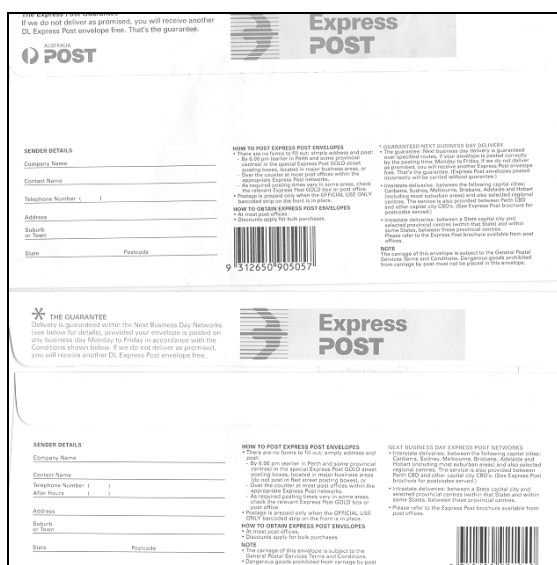 The Express Post Guarantee
If we do not deliver as promised, you will receive another
DL Express Post envelope free. That's the guarantee.
AUSTRALIA
POST
Express
POST
SENDER DETAILS
Company Name
Contact Name
Telephone Number ( )
Address
Suburb
or Town
State Postcode
HOW TO POST EXPRESS POST ENVELOPES
• There are no forms to fill out; simply address and post:
- By 6.00 pm (earlier in Perth and some provincial
centres) in the special Express Post GOLD street
posting boxes, located in major business areas, or
- Over the counter at most post offices within the
appropriate Express Post networks.
- As required posting times vary in some areas, check
the relevant Express Post GOLD box or post office.
• Postage is prepaid only when the OFFICIAL USE ONLY
barcoded strip on the front is in place.
HOW TO OBTAIN EXPRESS POST ENVELOPES
• At most post offices.
• Discounts apply for bulk purchases.
9 312650 905057
* GUARANTEED NEXT BUSINESS DAY DELIVERY
• The guarantee: Next business day delivery is guaranteed
over specified routes, if your envelope is posted correctly
by the posting time, Monday to Friday. If we do not deliver
as promised, you will receive another Express Post envelope
free. That's the guarantee. (Express Post envelopes posted
incorrectly will be carried without guarantee.)
• Interstate deliveries: between the following capital cities:
Canberra, Sydney, Melbourne, Brisbane, Adelaide and Hobart
(including most suburban areas) and also selected regional
centres. The service is also provided between Perth CBD
and other capital city CBD's. (See Express Post brochure for
postcodes served.)
• Intrastate deliveries: between a State capital city and
selected provincial centres (within that State) and within
some States, between these provincial centres.
Please refer to the Express Post brochure available from post
offices.
NOTE
The carriage of this envelope is subject to the General Postal
Services Terms and Conditions. Dangerous goods prohibited
from carriage by post must not be placed in this envelope.
* THE GUARANTEE
Delivery is guaranteed within the Next Business Day Networks
(see below for details), provided your envelope is posted on
any business day Monday to Friday in accordance with the
Conditions shown below. If we do not deliver as promised,
you will receive another DL Express Post envelope free.
Express
POST
SENDER DETAILS
Company Name
Contact Name
Telephone Number ( )
After Hours ( )
Address
Suburb
or Town
State Postcode
HOW TO POST EXPRESS POST ENVELOPES
• There are no forms to fill out; simply address and
post:
- By 6.00 pm (earlier in Perth and some provincial
centres) in the special Express Post GOLD street
posting boxes, located in major business areas
(do not post in Red street posting boxes), or
- Over the counter at most post offices within the
appropriate Express Post networks.
- As required posting times vary in some areas,
check the relevant Express Post GOLD box or
post office.
• Postage is prepaid only when the OFFICIAL USE
ONLY barcoded strip on the front is in place.
HOW TO OBTAIN EXPRESS POST ENVELOPES
• At most post offices.
• Discounts apply for bulk purchases.
NOTE
• The carriage of this envelope is subject to the
General Postal Services Terms and Conditions.
• Dangerous goods prohibited from carriage by post
NEXT BUSINESS DAY EXPRESS POST NETWORKS
• Interstate deliveries: between the following capital cities:
Canberra, Sydney, Melbourne, Brisbane, Adelaide and
Hobart (including most suburban areas) and also selected
regional centres. The service is also provided between
Perth CBD and other capital city CBD's. (See Express Post
brochure for postcodes served.)
• Intrastate deliveries: between a State capital city and
selected provincial centres (within that State) and within
some States, between these provincial centres.
• Please refer to the Express Post brochure available from
post offices.